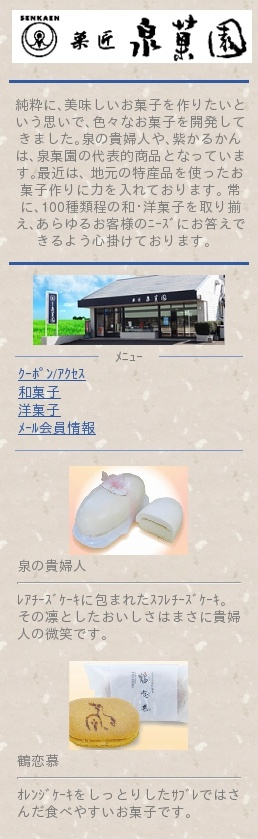 SENKAEN
菓匠 泉菓園
純粋に、美味しいお菓子を作りたいと
いう思いで、色々なお菓子を開発して
きました。泉の貴婦人や、紫かるかん
は、泉菓園の代表的商品となっていま
す。最近は、地元の特産品を使ったお
菓子作りに力を入れております。 常
に、100種類程の和･洋菓子を取り揃
え、あらゆるお客様のﾆｰｽﾞにお答えで
きるよう心掛けております。
ﾒﾆｭｰ
ｸｰﾎﾟﾝ/ｱｸｾｽ
和菓子
洋菓子
ﾒｰﾙ会員情報
泉の貴婦人
ﾚｱﾁｰｽﾞｹｰｷに包まれたｽﾌﾚﾁｰｽﾞｹｰｷ。
その凛としたおいしさはまさに貴婦
人の微笑です。
鶴恋慕
ｵﾚﾝｼﾞｹｰｷをしっとりしたｻﾌﾞﾚではさ
んだ食べやすいお菓子です。